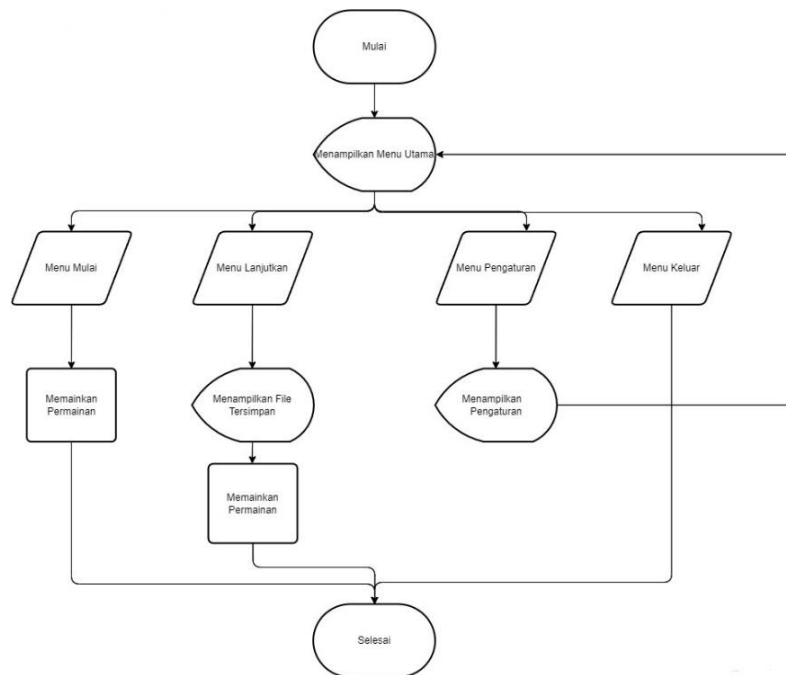 Mulai
Menampilkan Menu Utama
Menu Mulai
Menu Lanjutkan
Menu Pengaturan
Menu Keluar
Memainkan
Permainan
Menampilkan File
Tersimpan
Menampilkan
Pengaturan
Memainkan
Permainan
Selesai